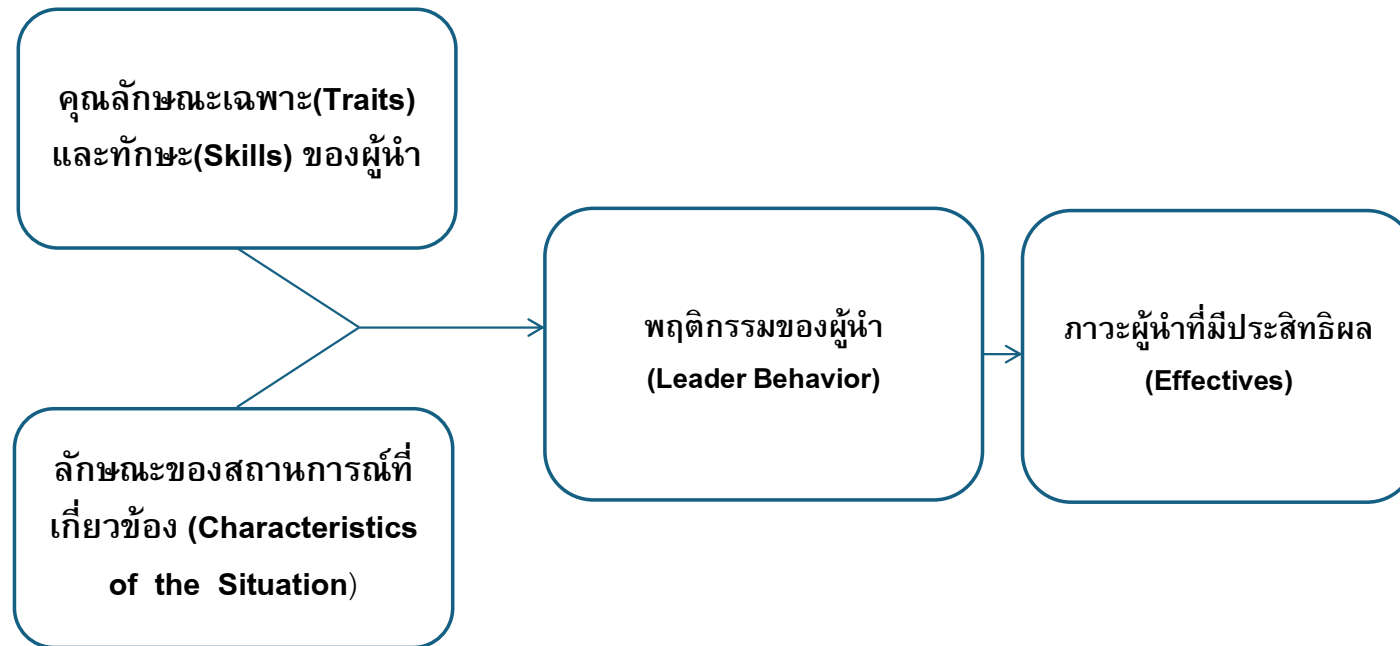 คุณลักษณะเฉพาะ(Traits)
และทักษะ(Skills) ของผู้นำ
ลักษณะของสถานการณ์ที่
เกี่ยวข้อง (Characteristics
of the Situation)
พฤติกรรมของผู้นำ
(Leader Behavior)
ภาวะผู้นำที่มีประสิทธิผล
(Effectives)